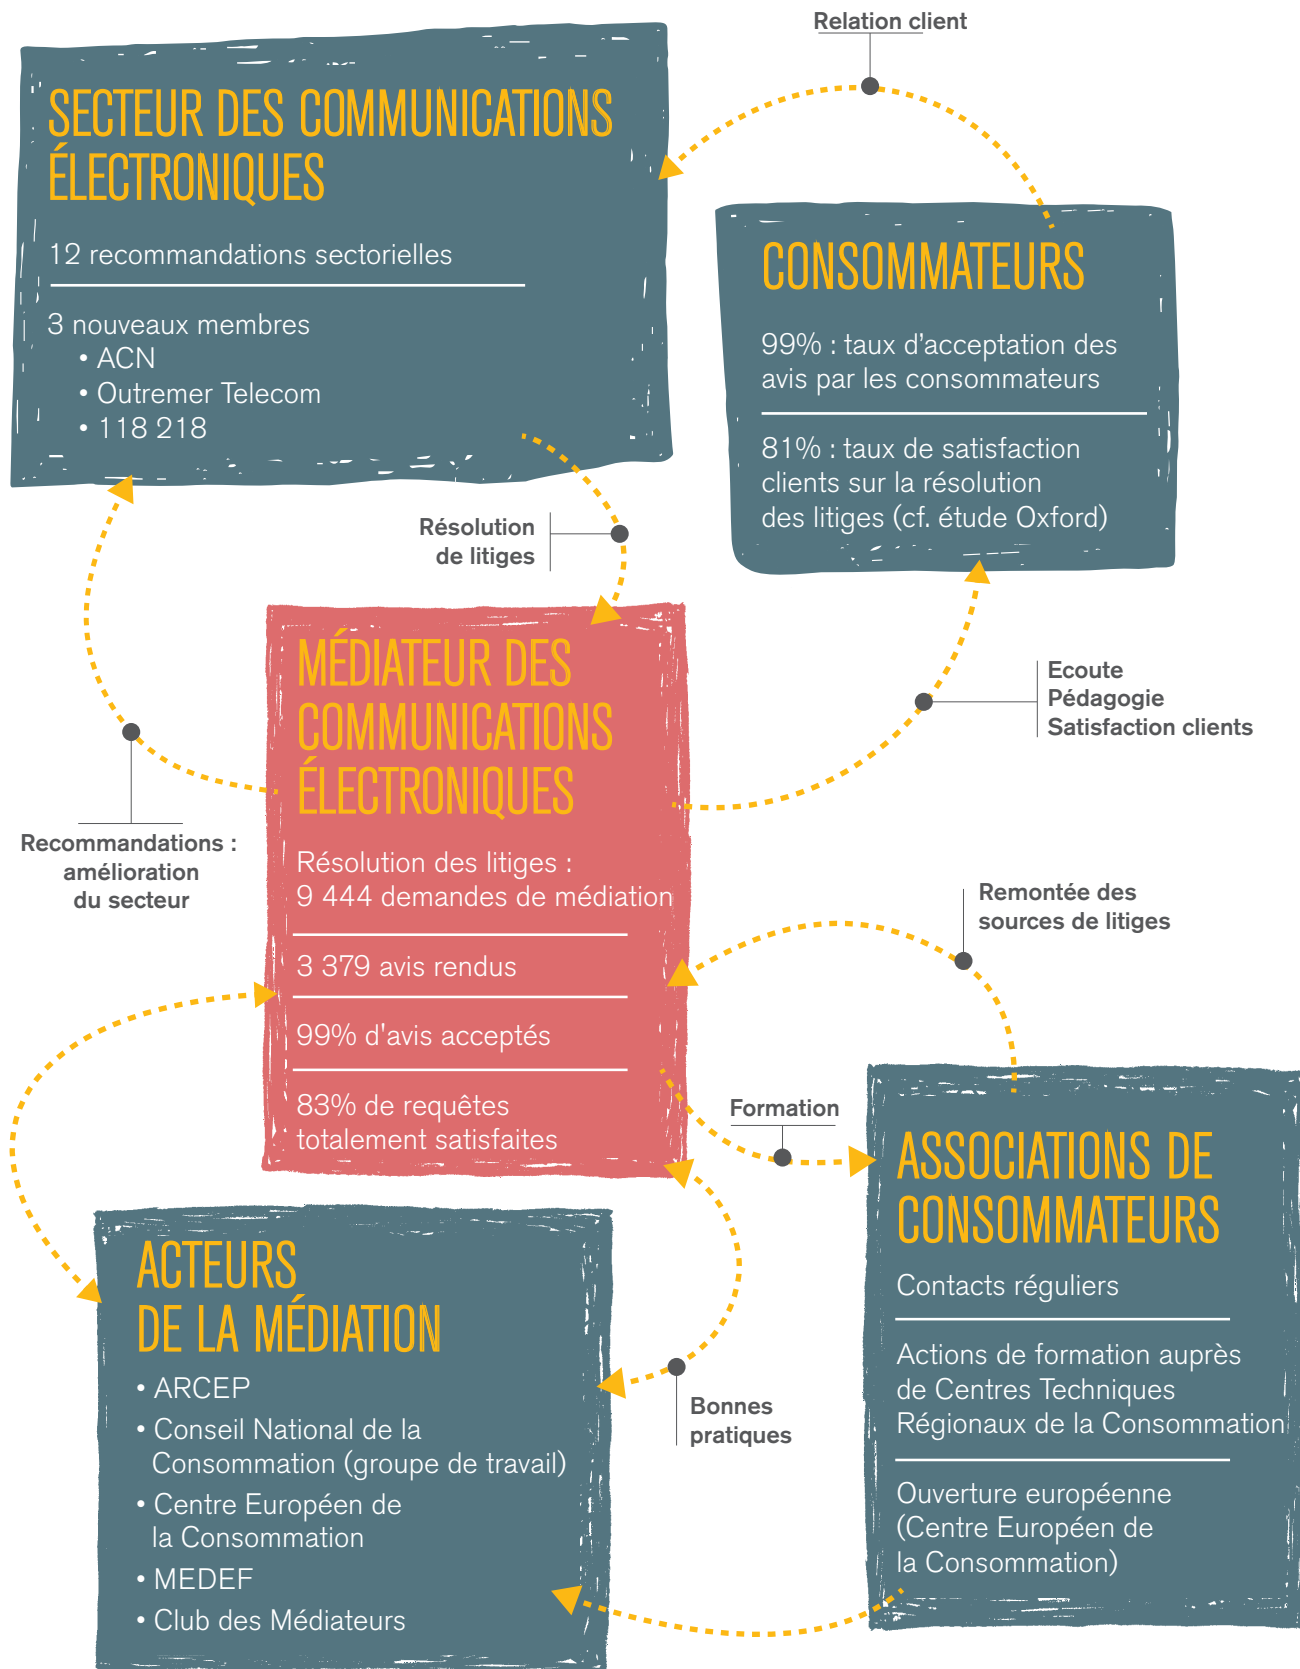 Relation client
SECTEUR DES COMMUNICATIONS
ÉLECTRONIQUES
12 recommandations sectorielles
3 nouveaux membres
• ACN
• Outremer Telecom
• 118 218
CONSOMMATEURS
99% : taux d'acceptation des
avis par les consommateurs
81% : taux de satisfaction
clients sur la résolution
des litiges (cf. étude Oxford)
Résolution
de litiges
Ecoute
Pédagogie
Satisfaction clients
Recommandations :
amélioration
du secteur
MÉDIATEUR DES
COMMUNICATIONS
ÉLECTRONIQUES
Résolution des litiges :
9 444 demandes de médiation
3 379 avis rendus
99% d'avis acceptés
83% de requêtes
totalement satisfaites
Remontée des
sources de litiges
Formation
ASSOCIATIONS DE
CONSOMMATEURS
Contacts réguliers
Actions de formation auprès
de Centres Techniques
Régionaux de la Consommation
Ouverture européenne
(Centre Européen de
la Consommation)
ACTEURS
DE LA MÉDIATION
• ARCEP
• Conseil National de la
Consommation (groupe de travail)
• Centre Européen de
la Consommation
• MEDEF
• Club des Médiateurs
Bonnes
pratiques